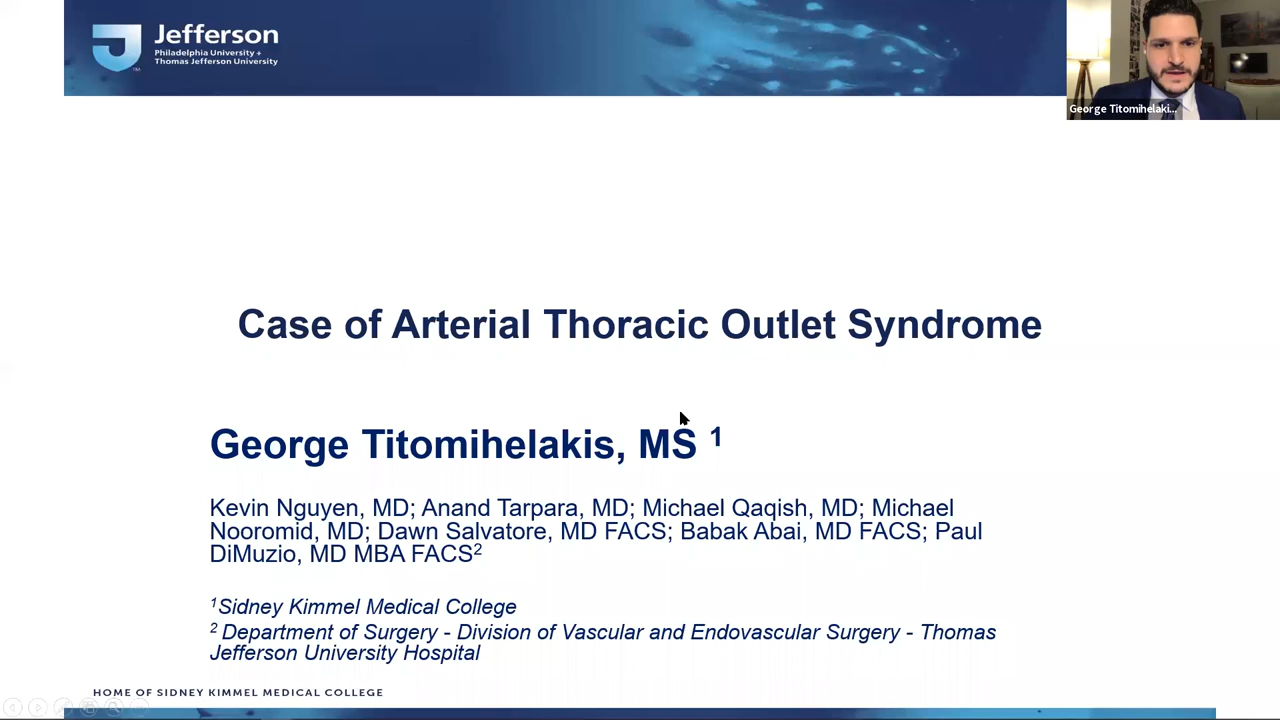 Jefferson
Philadelphia University +
Thomas Jefferson University
George Titomihelaki...
Case of Arterial Thoracic Outlet Syndrome
George Titomihelakis, MS 1
Kevin Nguyen, MD; Anand Tarpara, MD; Michael Qaqish, MD; Michael
Nooromid, MD; Dawn Salvatore, MD FACS; Babak Abai, MD FACS; Paul
DiMuzio, MD MBA FACS2
1Sidney Kimmel Medical College
2 Department of Surgery - Division of Vascular and Endovascular Surgery - Thomas
Jefferson University Hospital
HOME OF SIDNEY KIMMEL MEDICAL COLLEGE